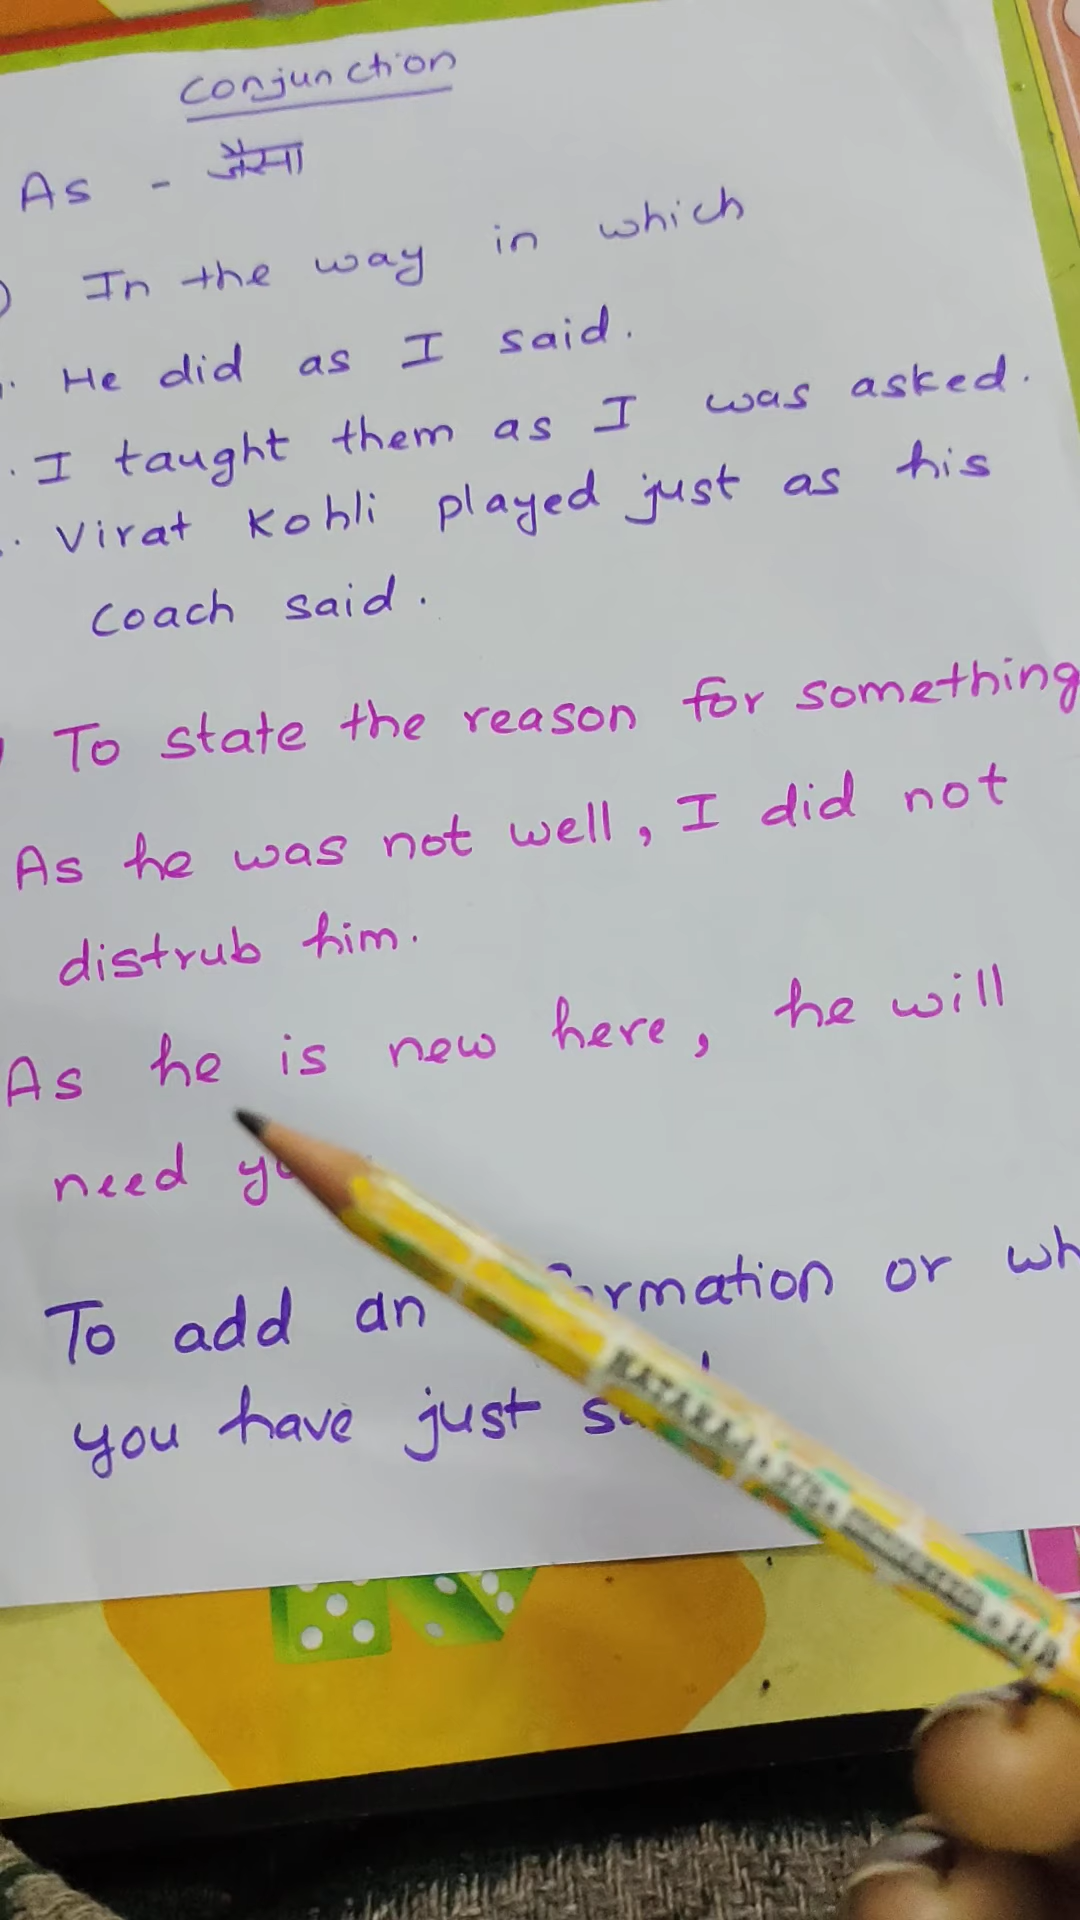 Conjunction
As - जैसा
In the way in which
He did as I said.
I taught them as I was asked.
Virat Kohli played just as his
coach said.
To state the reason for something
As he was not well, I did not
distrub him.
As he is new here, he will
need
To add an or
you have just
NATARAJ